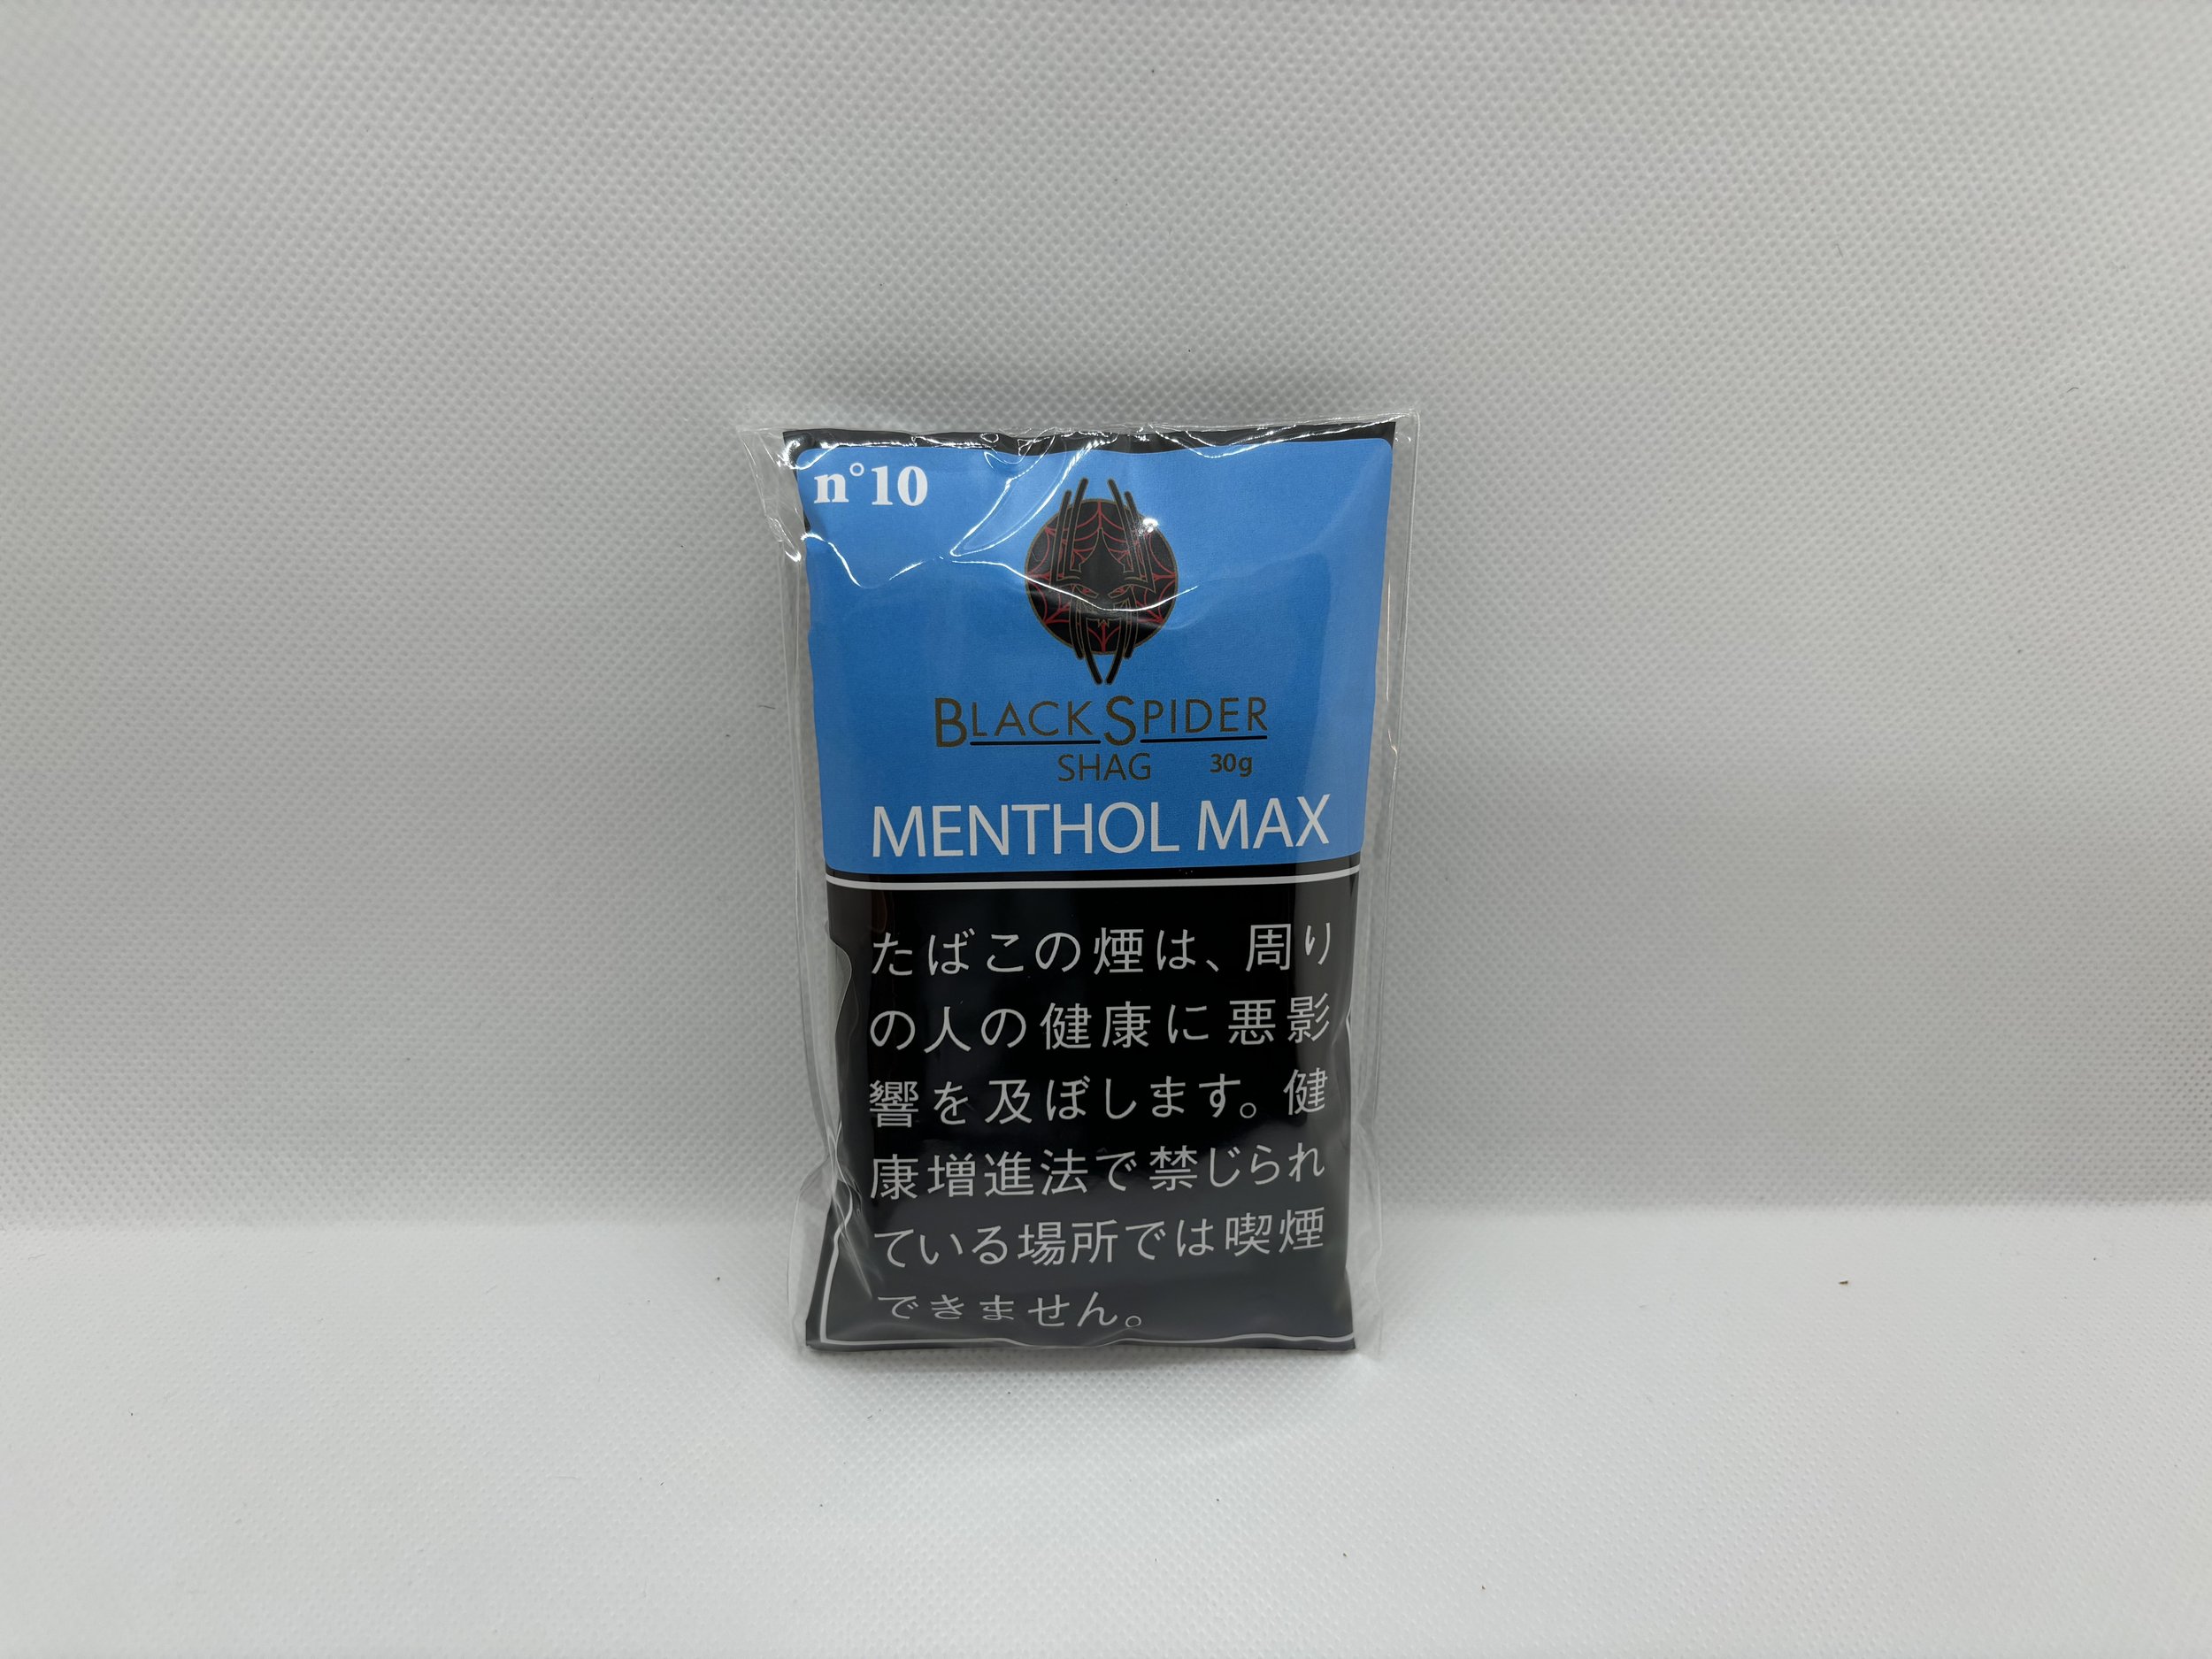 n°10
BLACK SPIDER
SHAG 30g
MENTHOL MAX
たばこの煙は、周り
の人の健康に悪影
響を及ぼします。健
康増進法で禁じられ
ている場所では喫煙
できません。